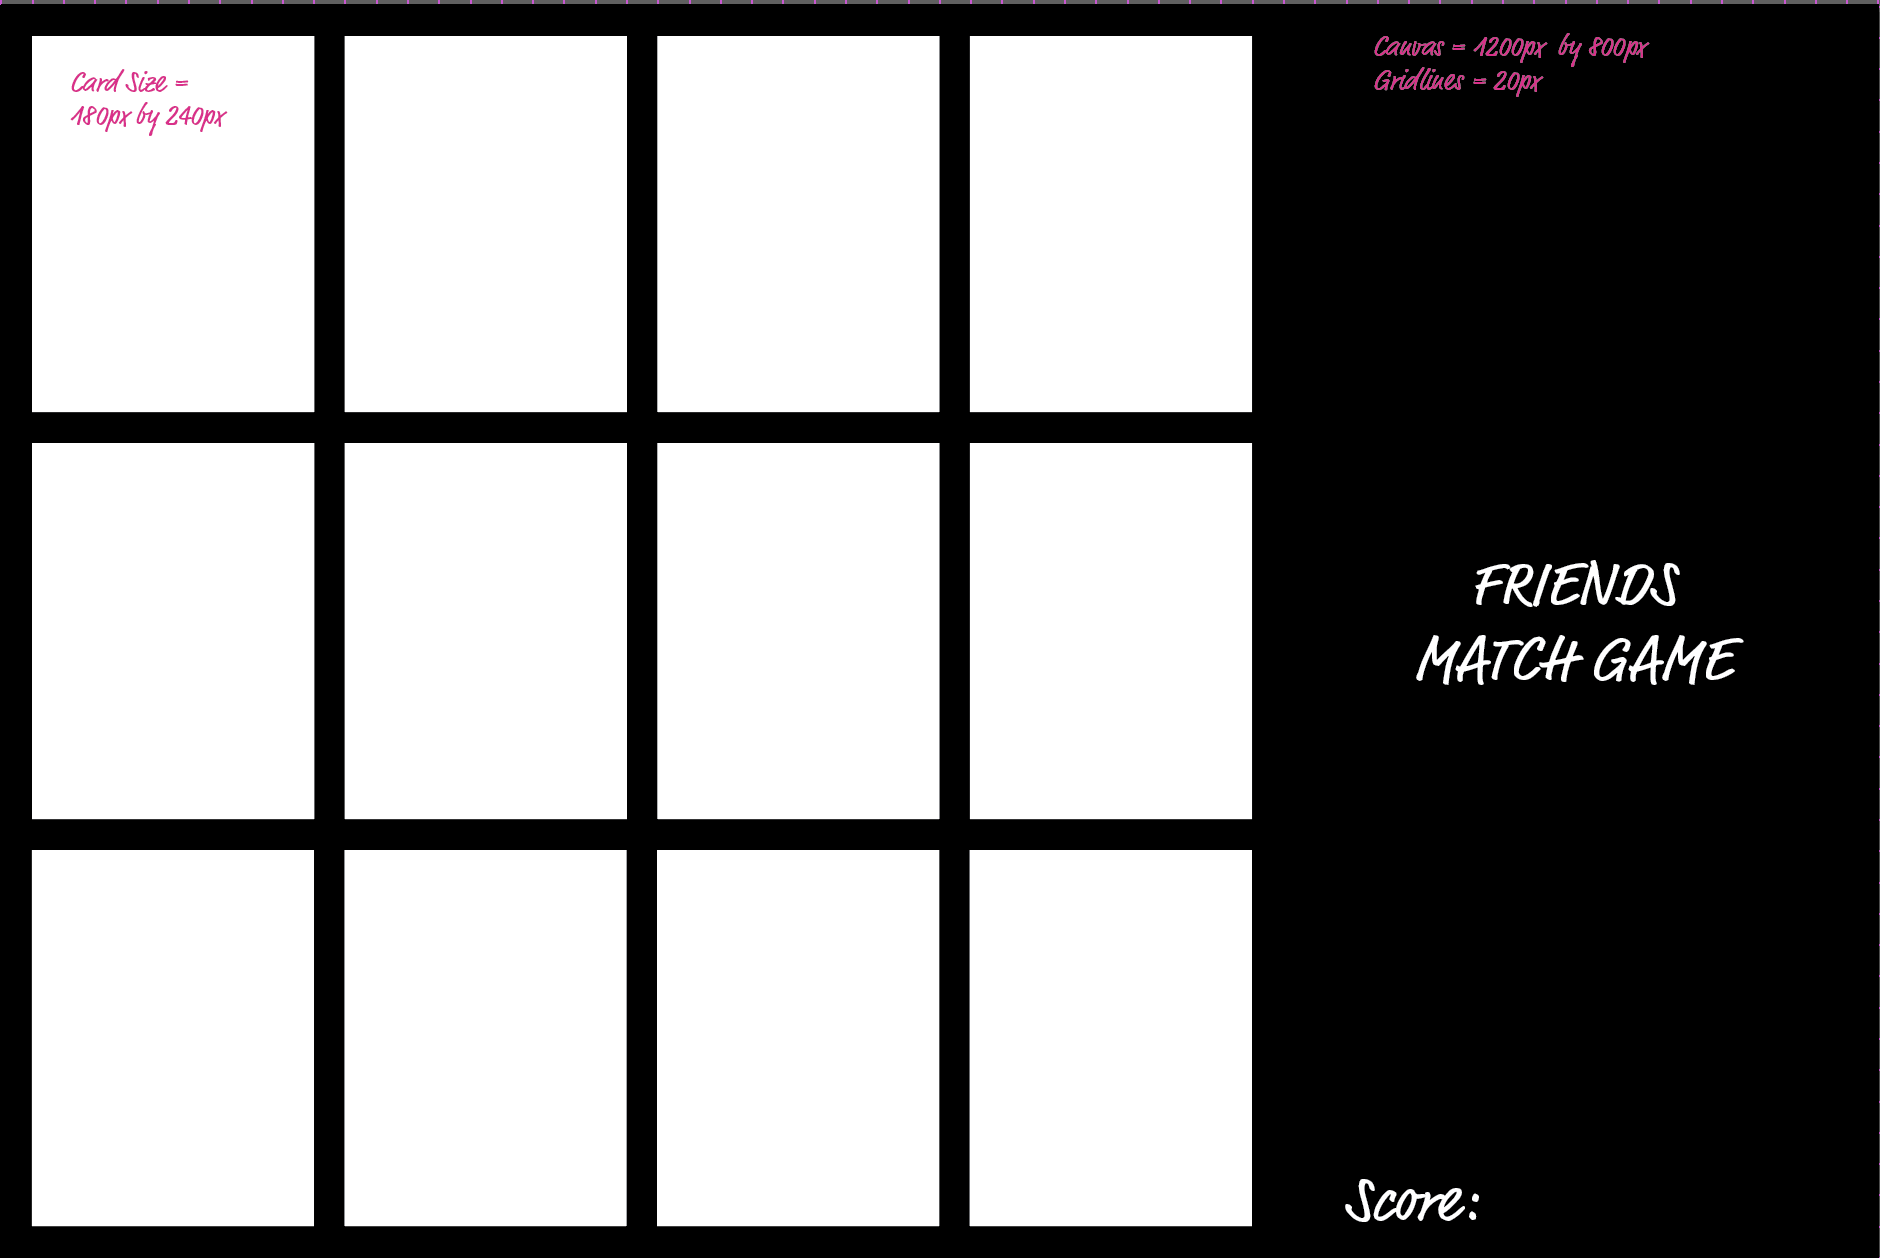 Card Size =
180px by 240px
Canvas = 1200px by 800px
Gridlines = 20px
FRIENDS
MATCH GAME
Score: